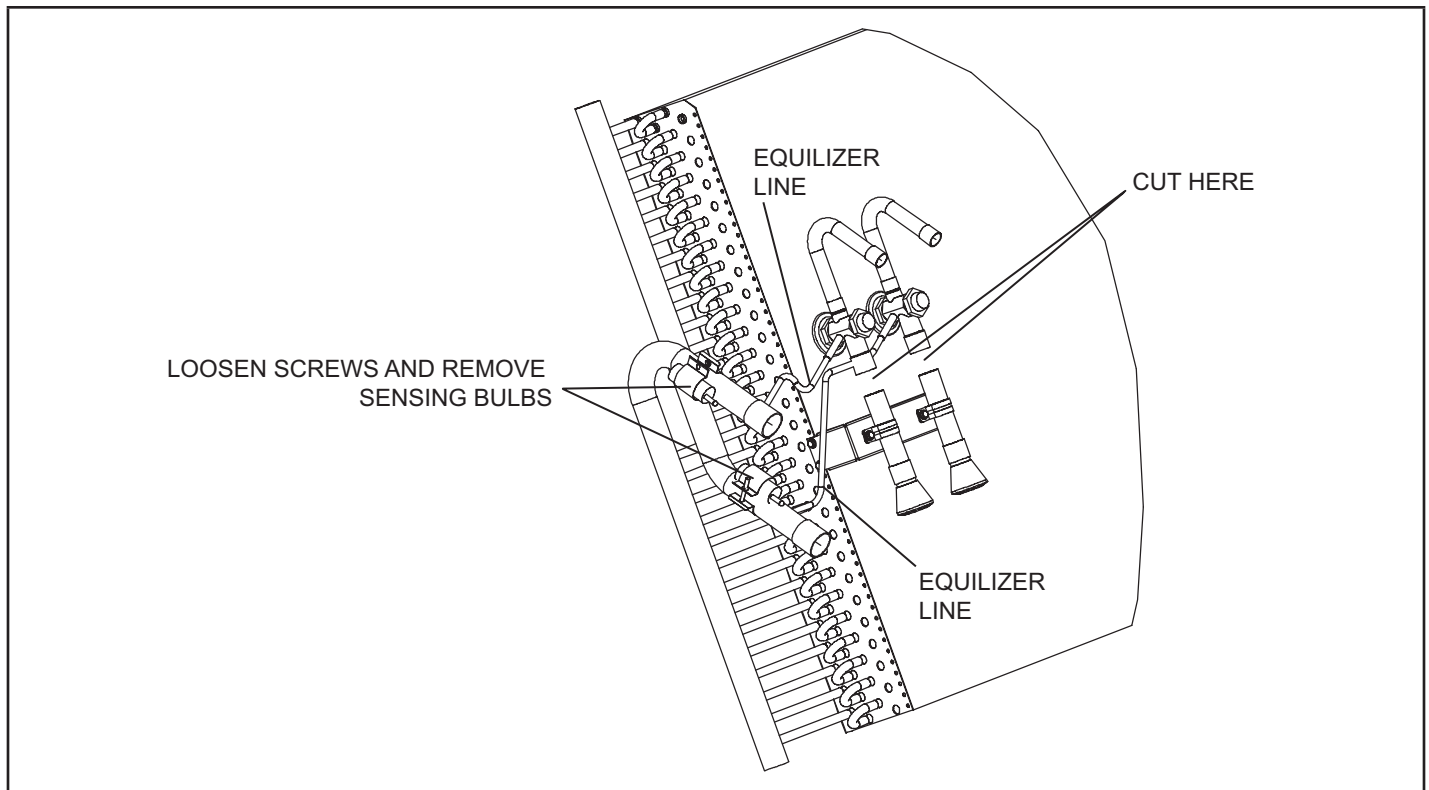 EQUILIZER
LINE
CUT HERE
LOOSEN SCREWS AND REMOVE
SENSING BULBS
EQUILIZER
LINE